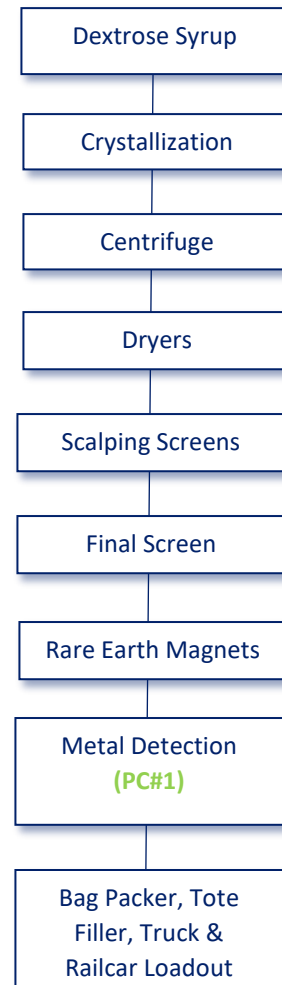 Dextrose Syrup
Crystallization
Centrifuge
Dryers
Scalping Screens
Final Screen
Rare Earth Magnets
Metal Detection
(PC#1)
Bag Packer, Tote
Filler, Truck &
Railcar Loadout